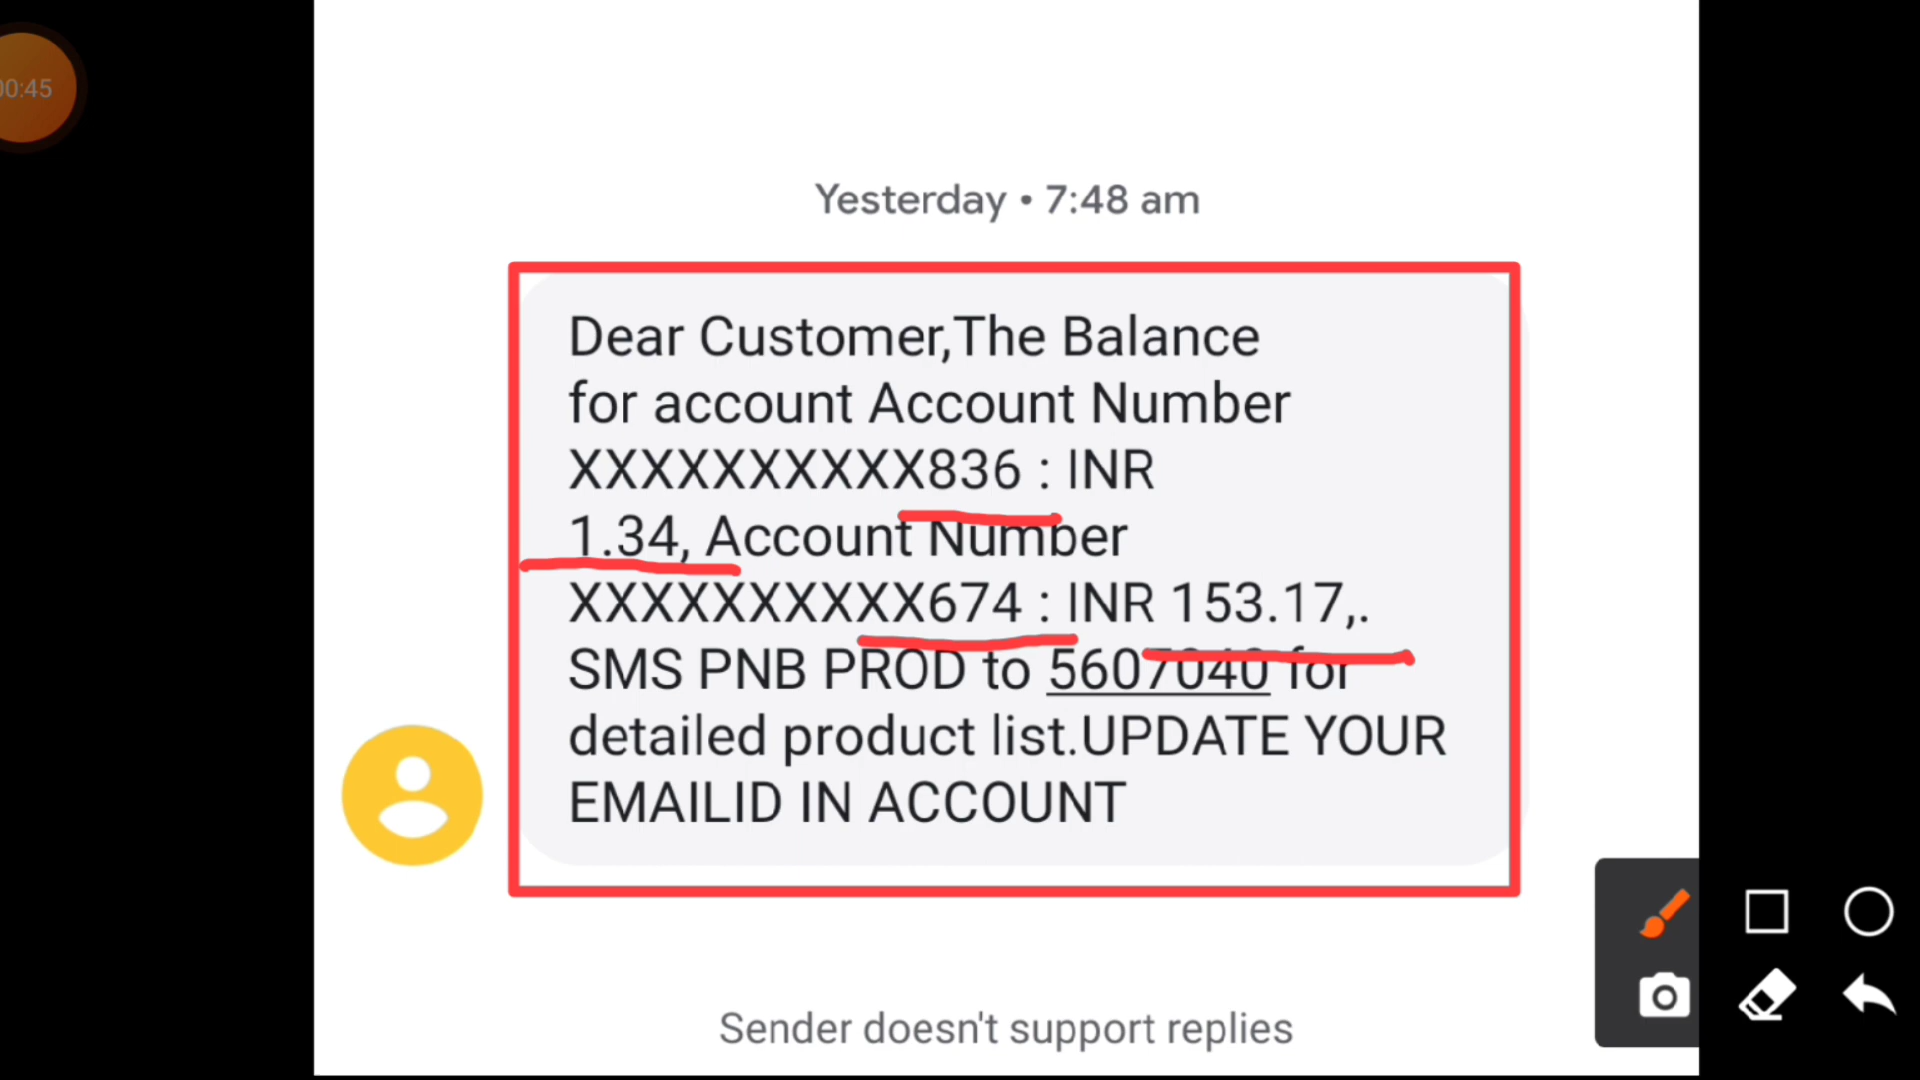 00:45
Yesterday • 7:48 am
Dear Customer,The Balance
for account Account Number
XXXXXXXXXX836 : INR
1.34, Account Number
XXXXXXXXXX674 : INR 153.17,.
SMS PNB PROD to 5607040 for
detailed product list.UPDATE YOUR
EMAILID IN ACCOUNT
Sender doesn't support replies